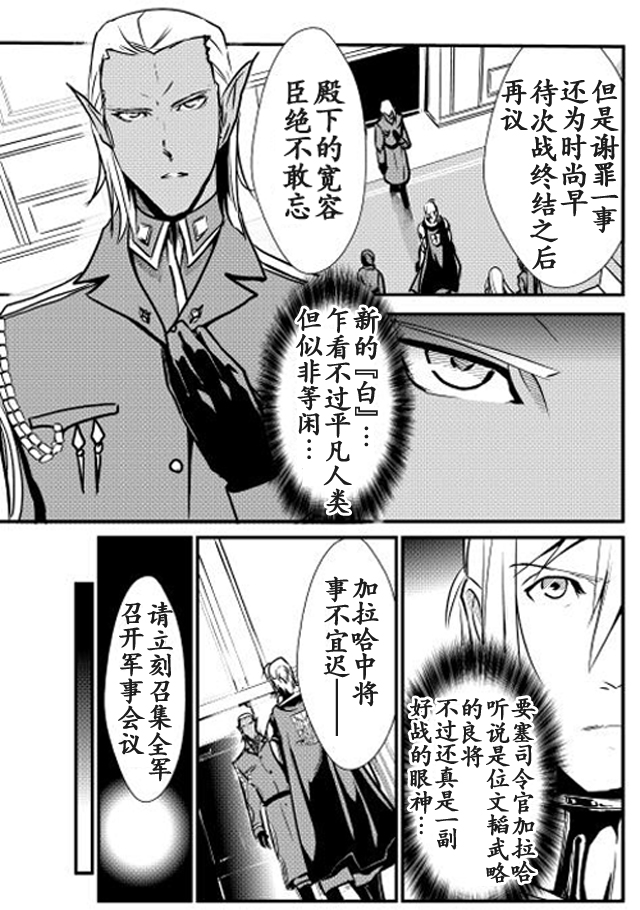 但是谢罪一事
还为时尚早
待次战终结之后
再议
殿下的宽容
臣绝不敢忘
新的『白』…
乍看不过平凡人类
但似非等闲…
要塞司令官加拉哈
听说是位文韬武略
的良将
不过还真是一副
好战的眼神…
加拉哈中将
事不宜迟——
请立刻召集全军
召开军事会议